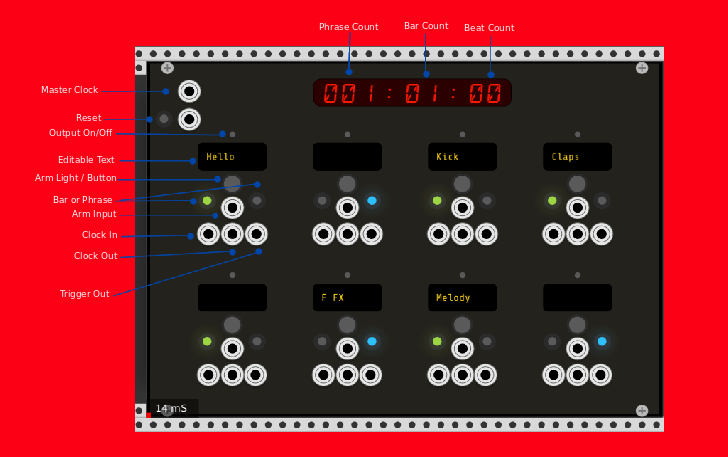 Phrase Count
Bar Count
Beat Count
Master Clock
001:01:00
Reset
Output On/Off
Editable Text
Mello
Kick
Claps
Arm Light / Button
Bar or Phrase
Arm Input
Clock In
Clock Out
Trigger Out
F FX
Melody
14 mS